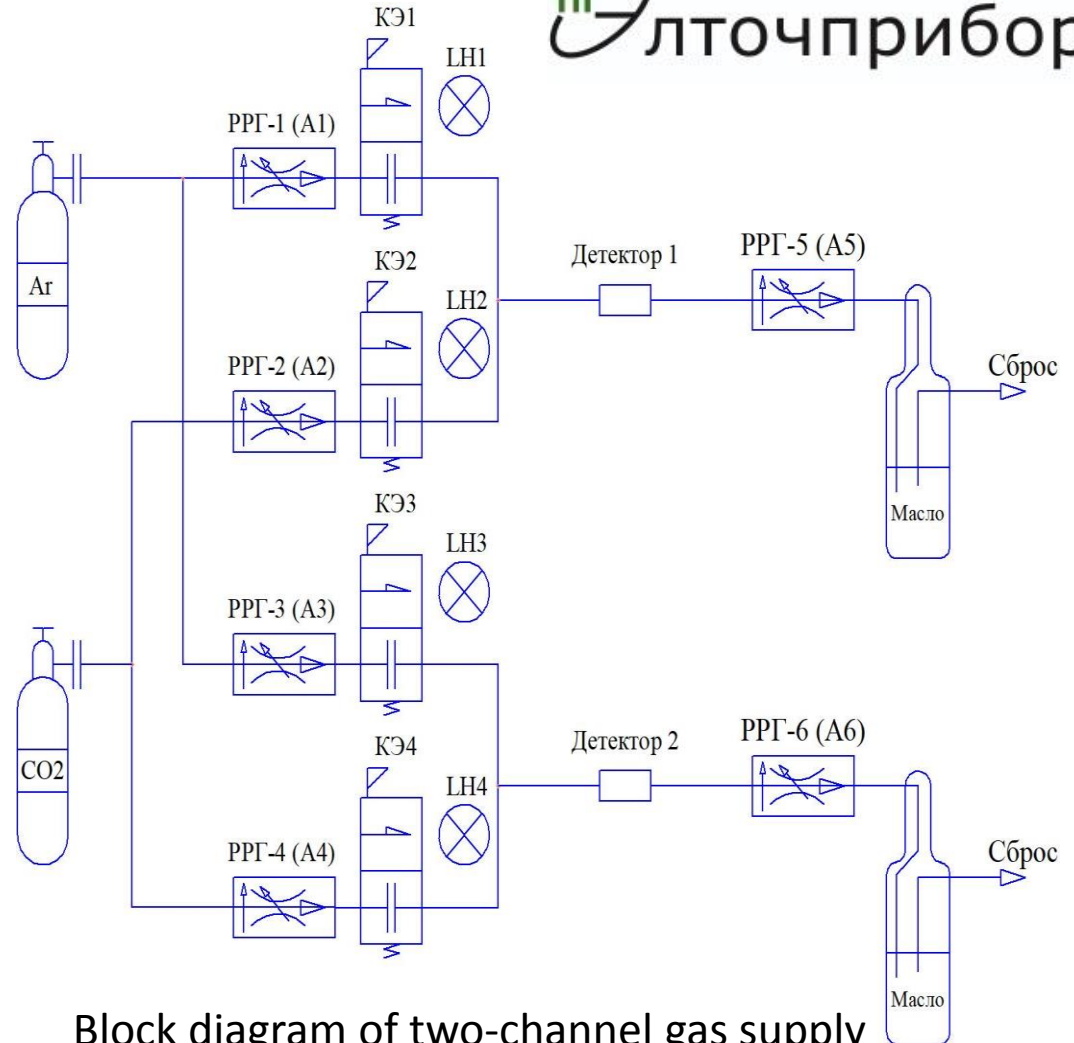 Элточприбор
КЭ1
LH1
РРГ-1 (А1)
Ar
КЭ2
LH2
РРГ-2 (А2)
Детектор 1
РРГ-5 (А5)
Сброс
Масло
КЭ3
LH3
РРГ-3 (А3)
CO2
КЭ4
LH4
РРГ-4 (А4)
Детектор 2
РРГ-6 (А6)
Сброс
Масло
Block diagram of two-channel gas supply